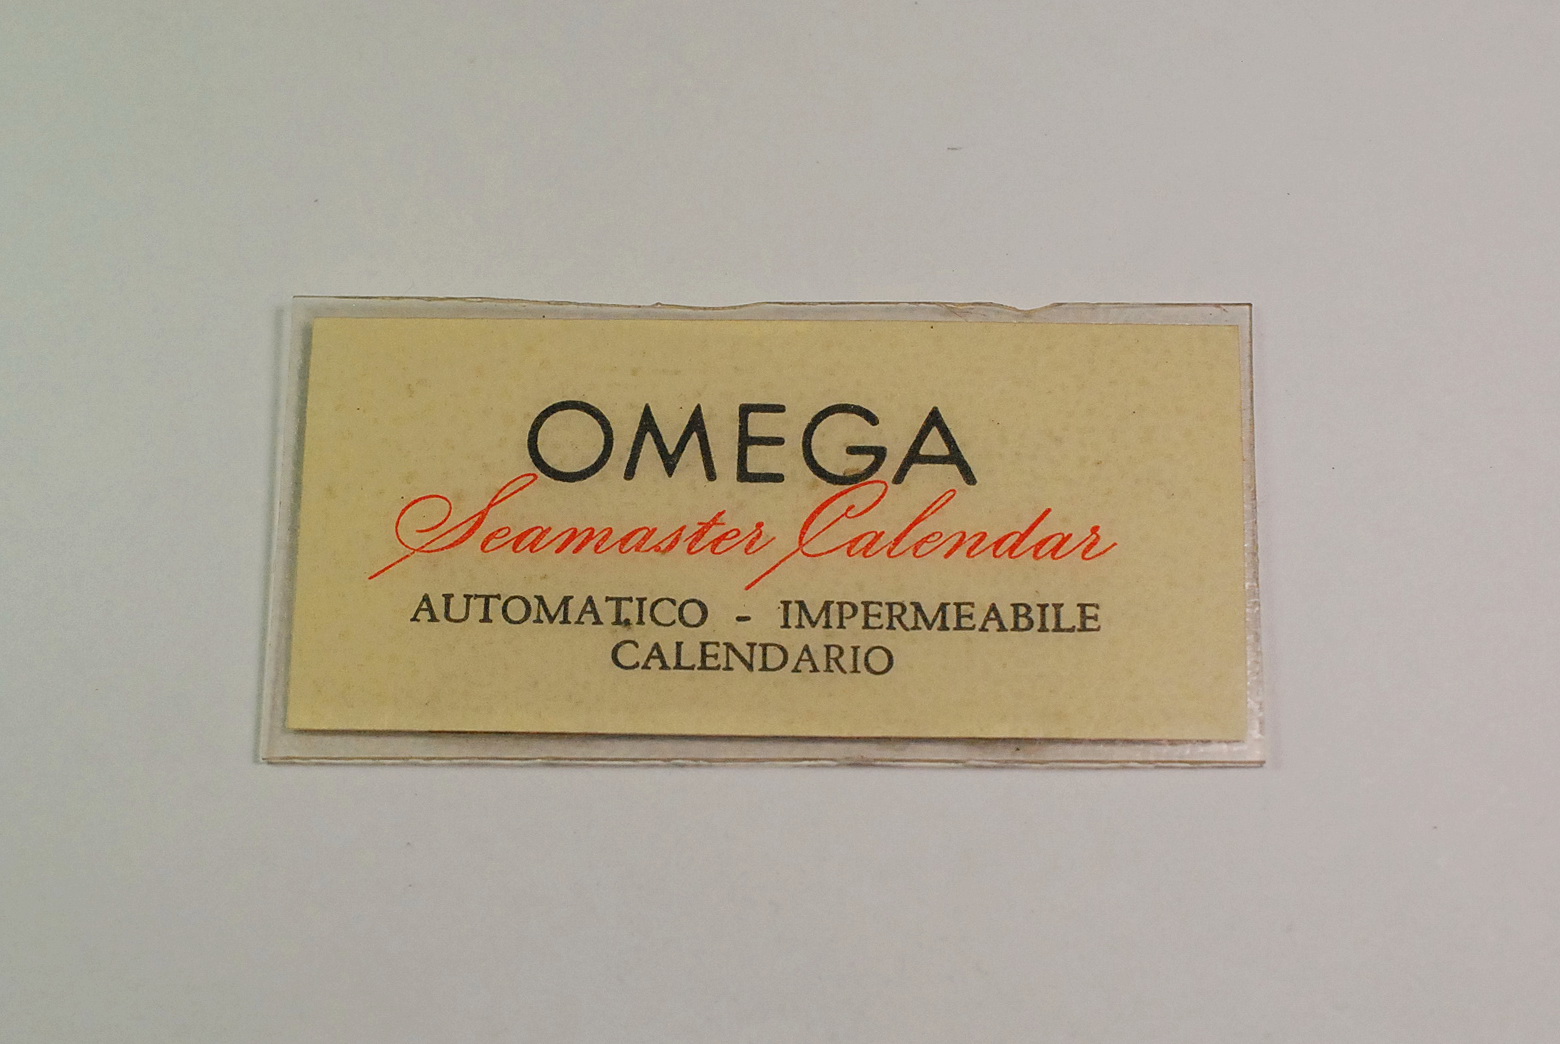 OMEGA
Seamaster Calendar
AUTOMATICO - IMPERMEABILE
CALENDARIO